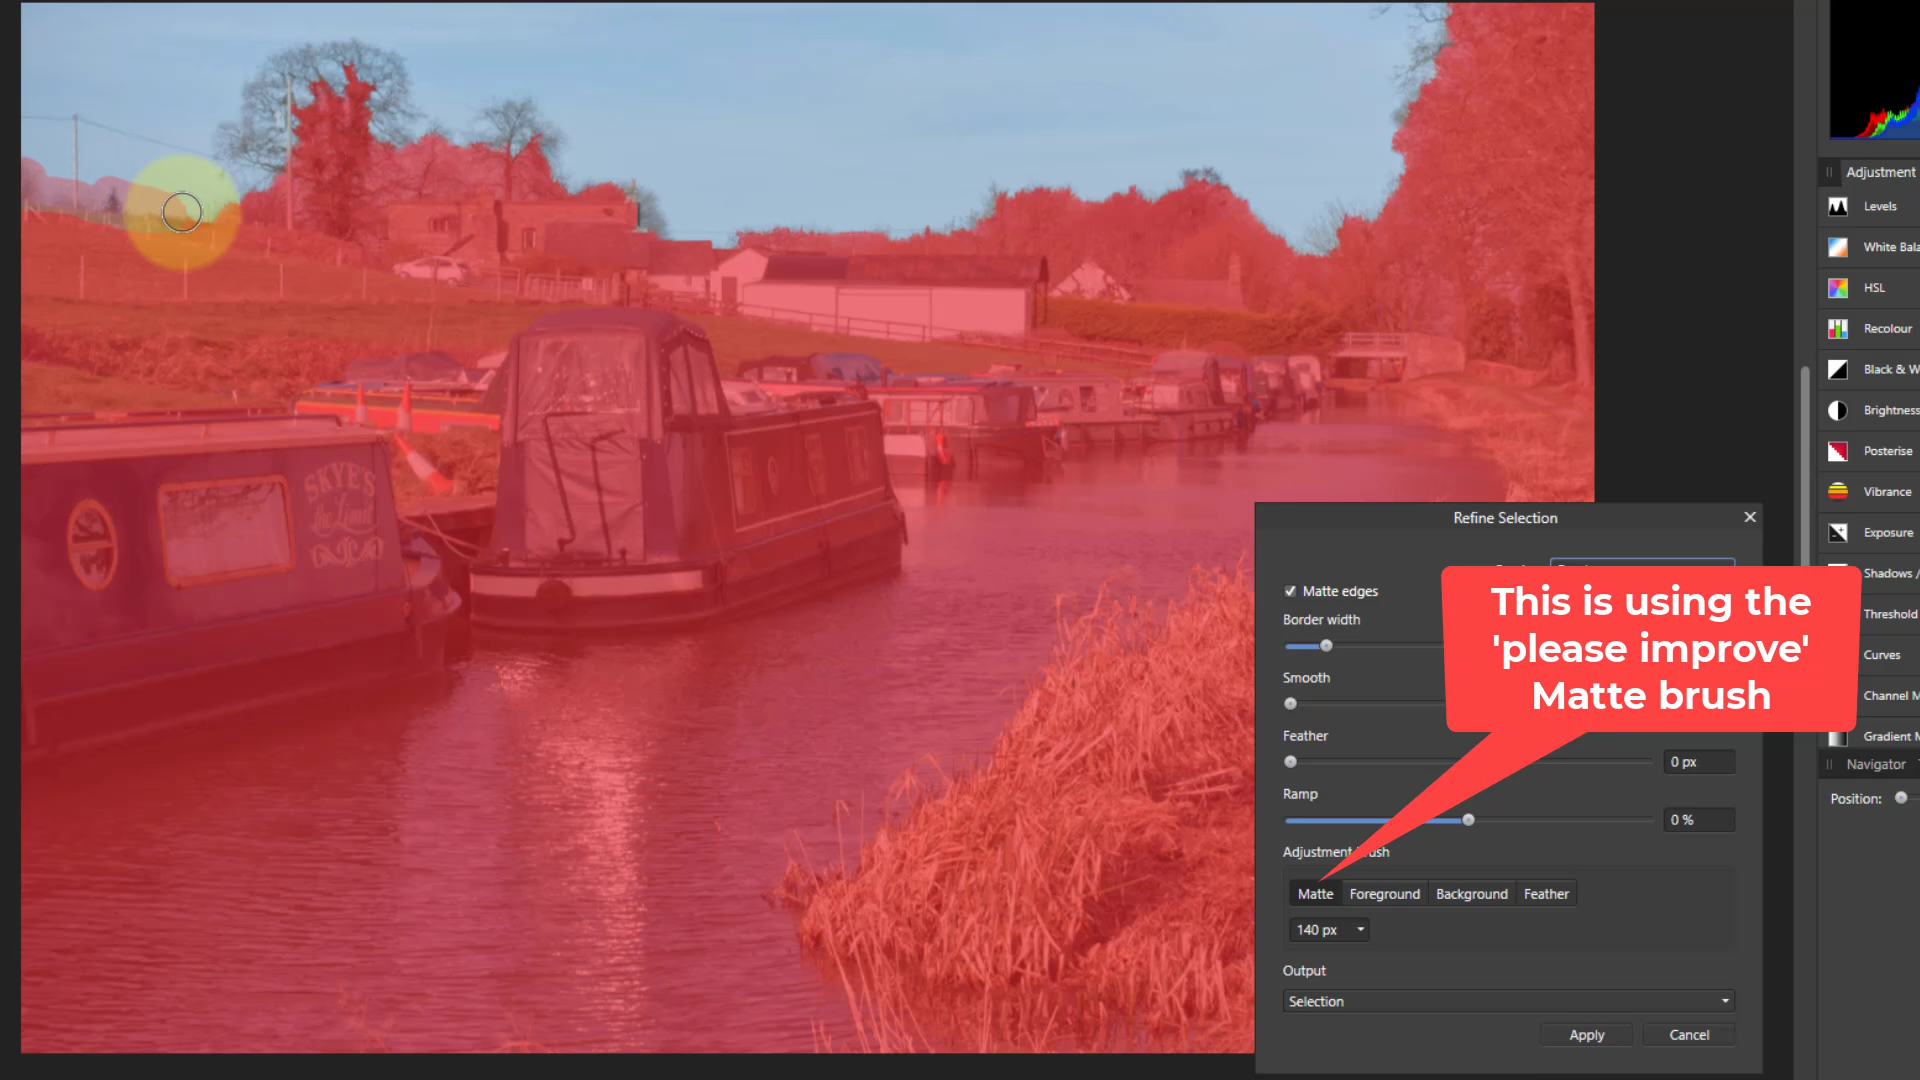 Adjustment
Levels
White Bala
HSL
Recolour
Black & W
Brightness
Posterise
Vibrance
Exposure
Shadows /
Threshold
Curves
Channel M
Gradient M
Navigator
Position:
SKYE'S
the Limit
Refine Selection
Matte edges
Border width
Smooth
Feather
0 px
Ramp
0 %
Adjustment
Matte Foreground Background Feather
140 px
Output
Selection
Apply Cancel
This is using the
'please improve'
Matte brush